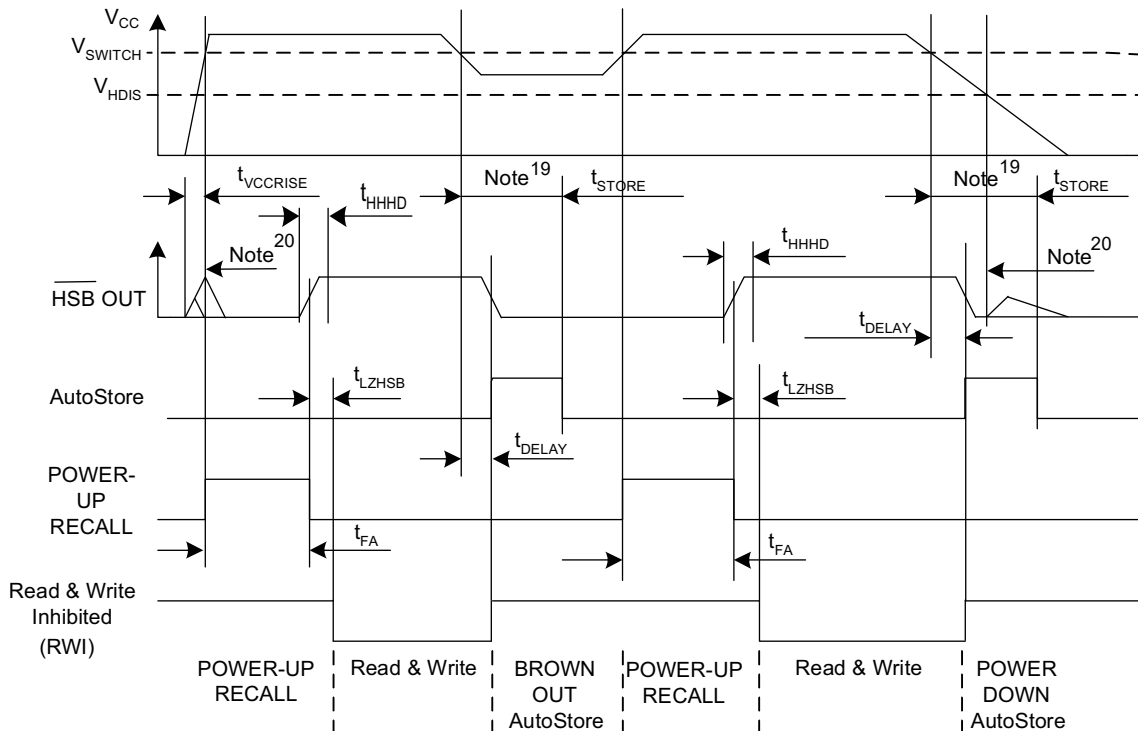 VCC
VSWITCH
VHDIS
tVCCRISE
Note19
tSTORE
Note19
tSTORE
tHHHD
Note20
tHHHD
Note20
HSB OUT
tDELAY
tLZHSB
tLZHSB
AutoStore
tDELAY
POWER-
UP
RECALL
tFA
tFA
Read & Write
Inhibited
(RWI)
POWER-UP
RECALL
Read & Write
BROWN
OUT
AutoStore
POWER-UP
RECALL
Read & Write
POWER
DOWN
AutoStore